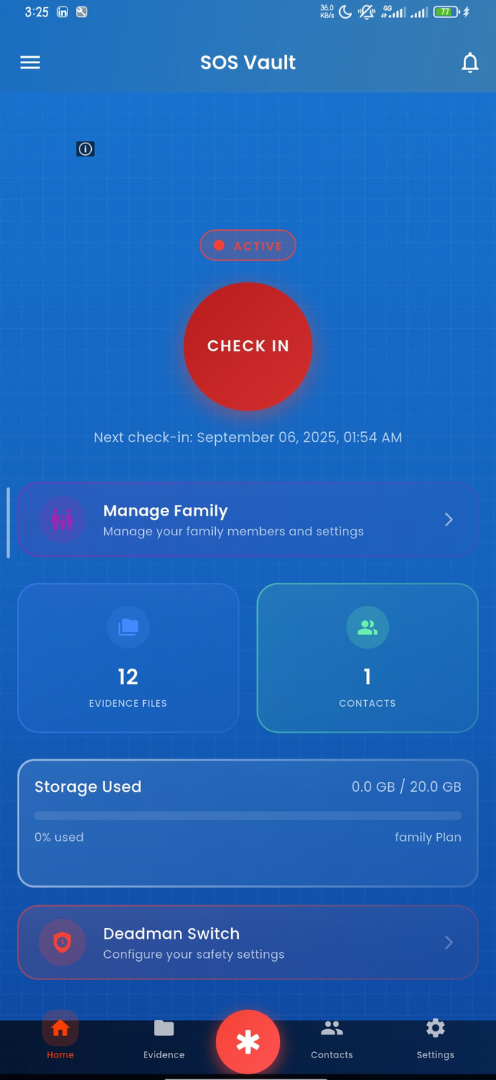 3:25 36.0 KB/s 4G 77
SOS Vault
ACTIVE
CHECK IN
Next check-in: September 06, 2025, 01:54 AM
Manage Family
Manage your family members and settings
12 1
EVIDENCE FILES CONTACTS
Storage Used 0.0 GB / 20.0 GB
0% used family Plan
Deadman Switch
Configure your safety settings
Home Evidence Contacts Settings